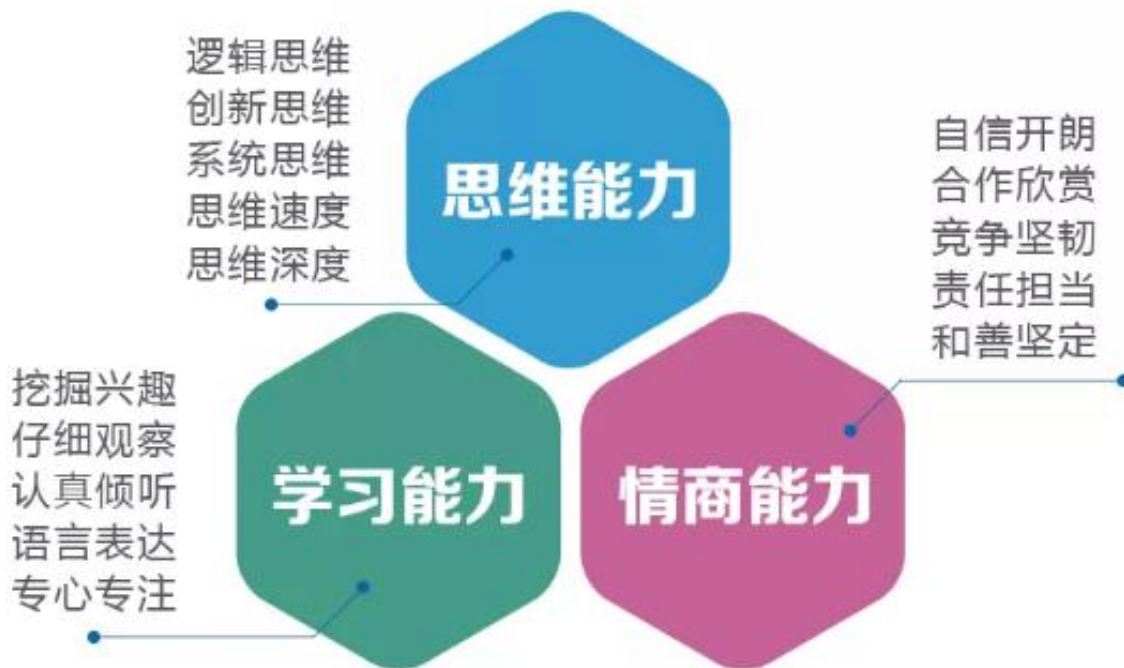 逻辑思维
创新思维
系统思维
思维速度
思维深度
思维能力
自信开朗
合作欣赏
竞争坚韧
责任担当
和善坚定
挖掘兴趣
仔细观察
认真倾听
语言表达
专心专注
学习能力
情商能力